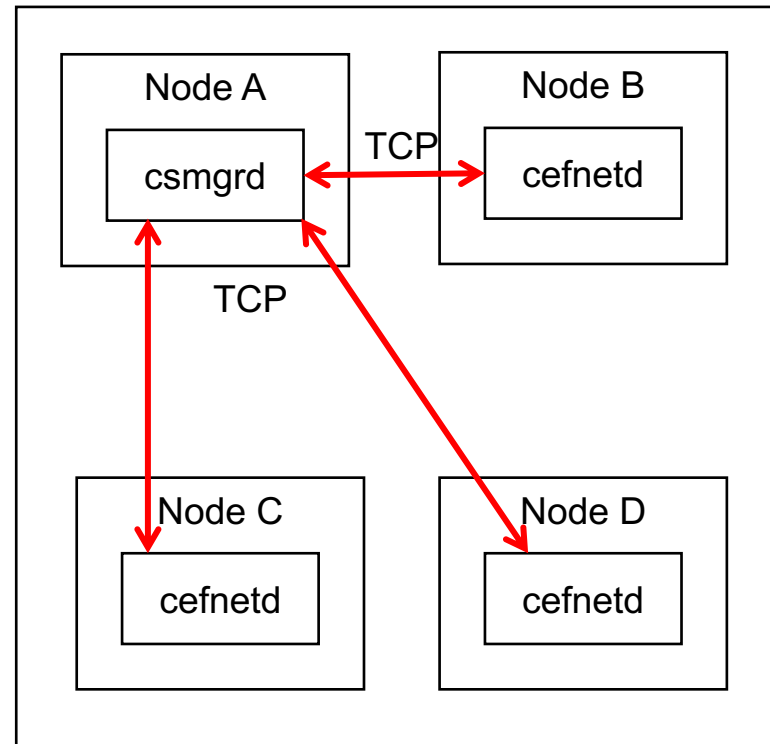 Node A
csmgrd
TCP
Node B
cefnetd
TCP
Node C
cefnetd
Node D
cefnetd